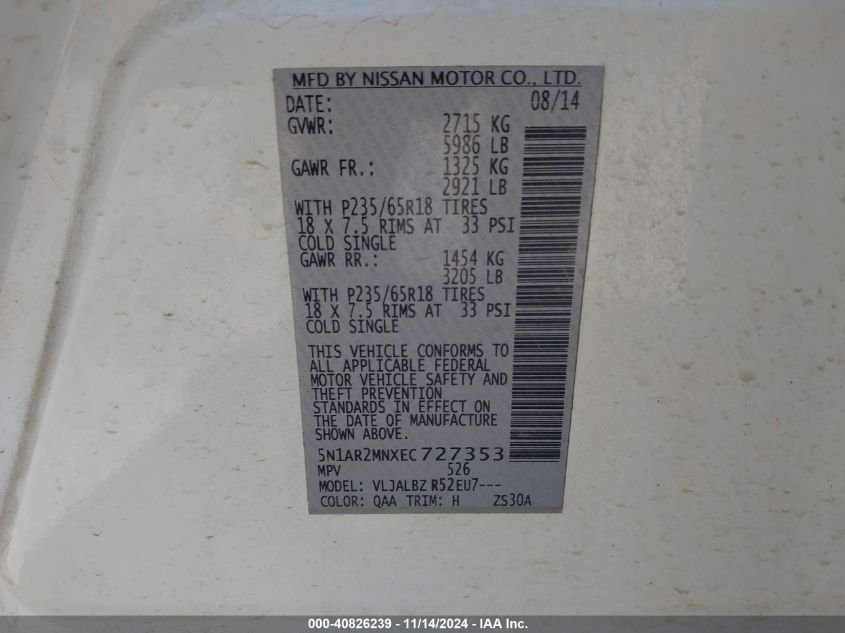 MFD BY NISSAN MOTOR CO., LTD.
DATE: 08/14
GVWR: 2715 KG
5986 LB
GAWR FR.: 1325 KG
2921 LB
WITH P235/65R18 TIRES
18 X 7.5 RIMS AT 33 PSI
COLD SINGLE
GAWR RR.: 1454 KG
3205 LB
WITH P235/65R18 TIRES
18 X 7.5 RIMS AT 33 PSI
COLD SINGLE
THIS VEHICLE CONFORMS TO
ALL APPLICABLE FEDERAL
MOTOR VEHICLE SAFETY AND
THEFT PREVENTION
STANDARDS IN EFFECT ON
THE DATE OF MANUFACTURE
SHOWN ABOVE.
5N1AR2MNXEC727353
MPV 526
MODEL: VLJALBZ R52EU7---
COLOR: QAA TRIM: H ZS30A
000-40826239 - 11/14/2024 - IAA Inc.